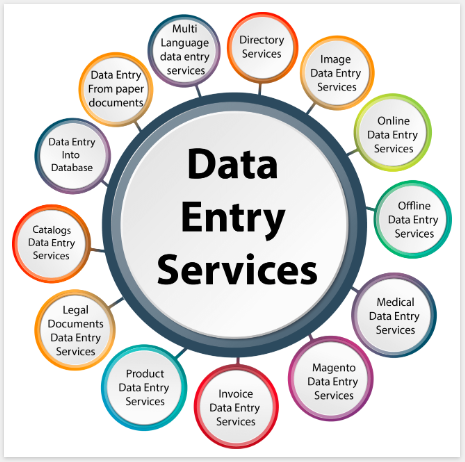 Data
Entry
Services
Multi
Language
data entry
services
Directory
Services
Image
Data Entry
Services
Online
Data Entry
Services
Offline
Data Entry
Services
Medical
Data Entry
Services
Magento
Data Entry
Services
Invoice
Data Entry
Services
Product
Data Entry
Services
Legal
Documents
Data Entry
Services
Catalogs
Data Entry
Services
Data Entry
Into
Database
Data Entry
From paper
documents